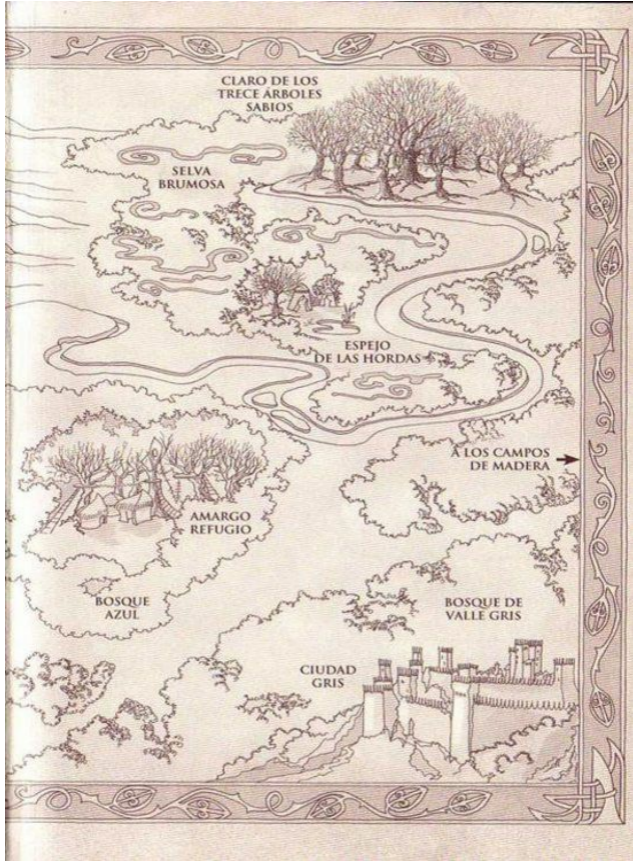 CLARO DE LOS
TRECE ÁRBOLES
SABIOS
SELVA
BRUMOSA
ESPEJO
DE LAS HORDAS
A LOS CAMPOS
DE MADERA
AMARGO
REFUGIO
BOSQUE
AZUL
BOSQUE DE
VALLE GRIS
CIUDAD
GRIS